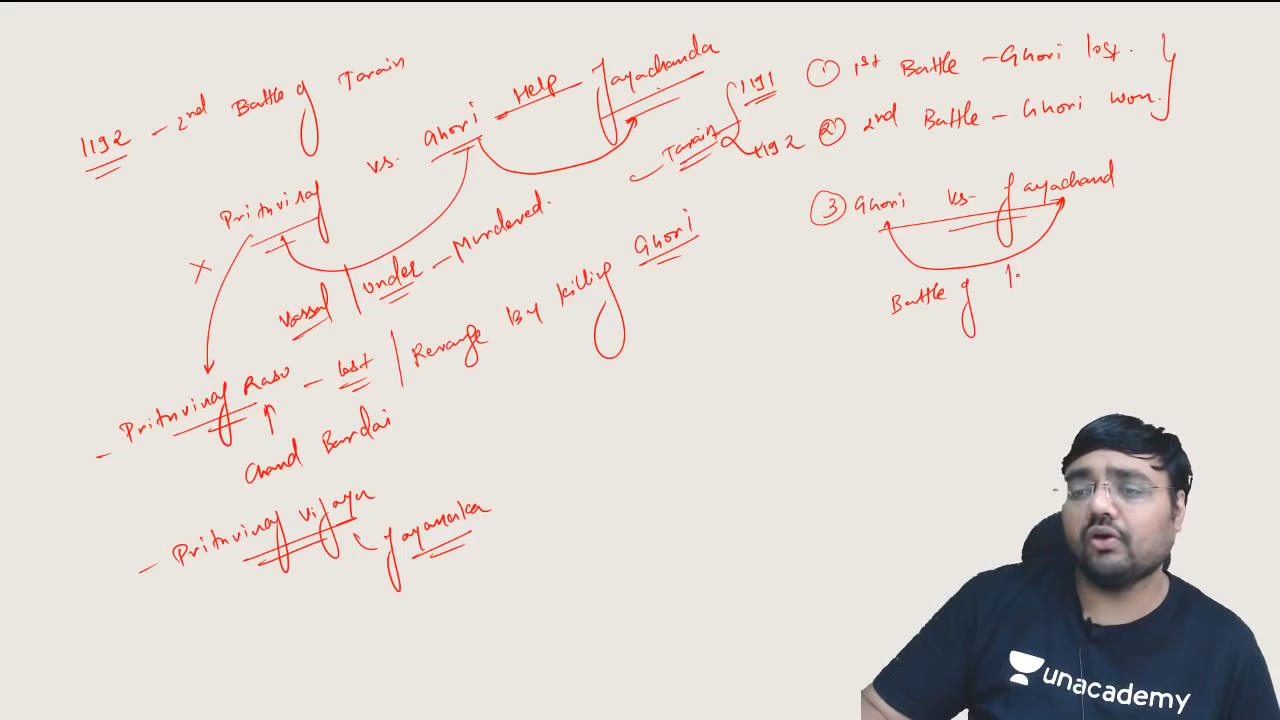 1192 - 2nd Battle of Tarain
Prithviraj vs. Ghori - Help Jayachanda
Vassal / under - Murdered.
- Prithviraj Raso - last / Revange by killing Ghori
Chand Bardai
- Prithviraj Vijaya
Jayanaka
Tarain
1191
1192
① 1st Battle - Ghori lost.
② 2nd Battle - Ghori won.
③ Ghori vs. Jayachand
Battle of
unacademy